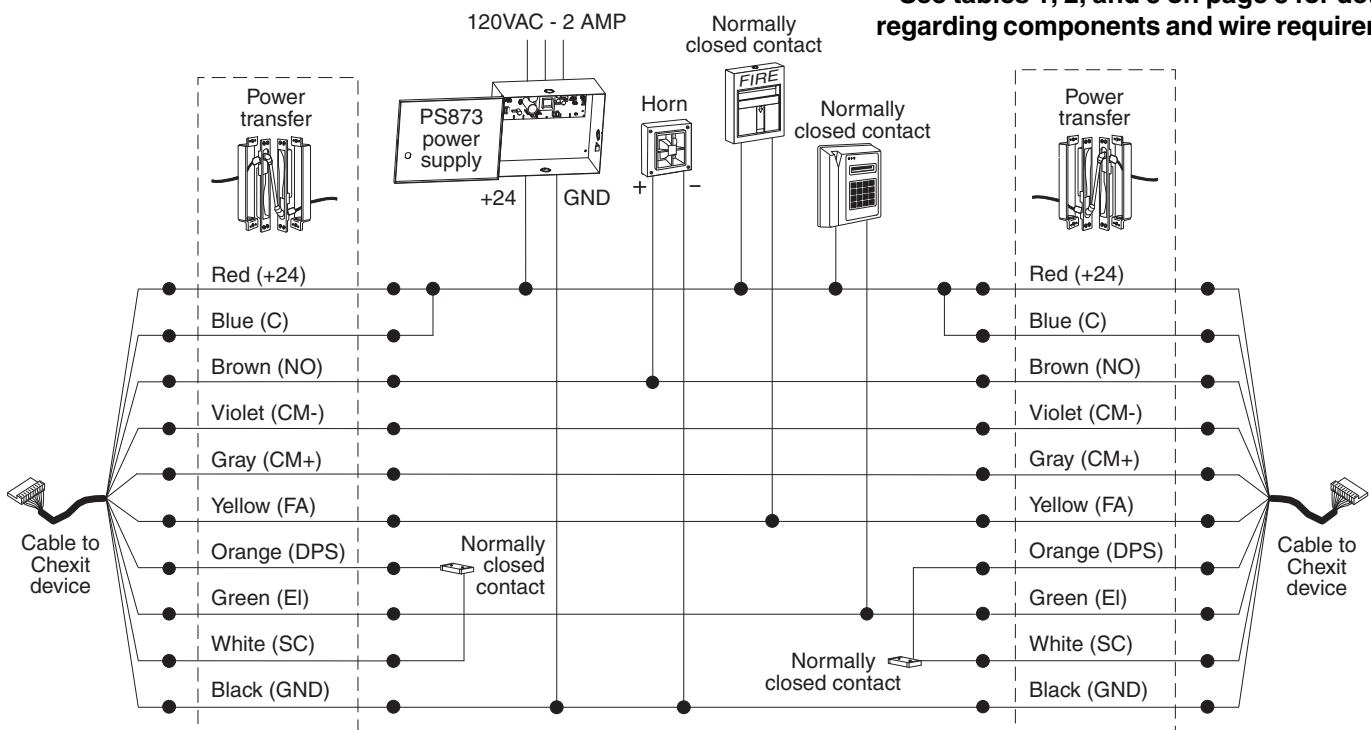 regarding components and wire
120VAC - 2 AMP
Normally
closed contact
FIRE
Power
transfer
PS873
power
supply
Horn
Normally
closed contact
Power
transfer
+24
GND
+
−
Red (+24)
Blue (C)
Brown (NO)
Violet (CM-)
Gray (CM+)
Yellow (FA)
Orange (DPS)
Green (EI)
White (SC)
Black (GND)
Cable to
Chexit
device
Normally
closed
contact
Normally
closed contact
Red (+24)
Blue (C)
Brown (NO)
Violet (CM-)
Gray (CM+)
Yellow (FA)
Orange (DPS)
Green (EI)
White (SC)
Black (GND)
Cable to
Chexit
device